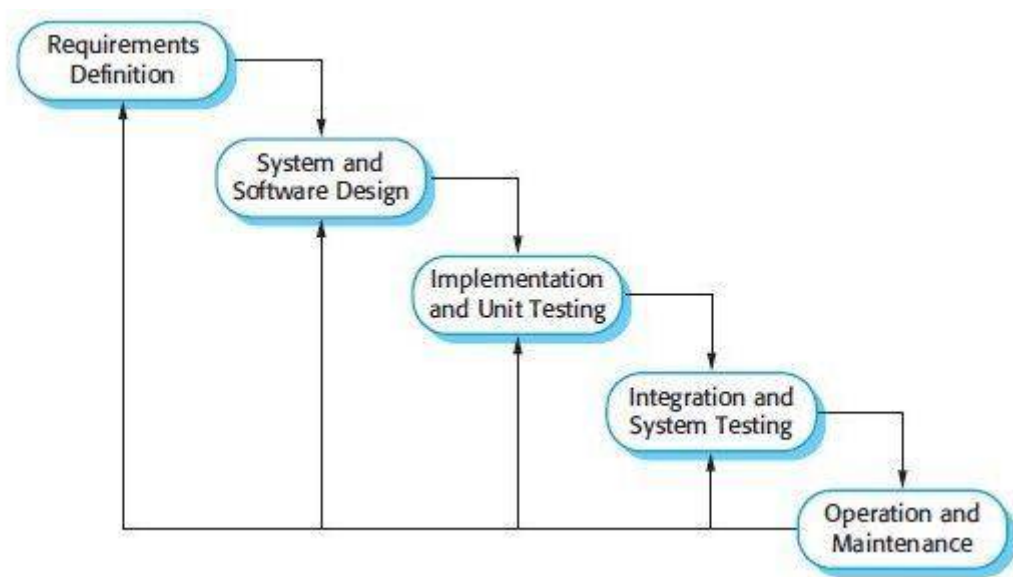 Requirements
Definition
System and
Software Design
Implementation
and Unit Testing
Integration and
System Testing
Operation and
Maintenance